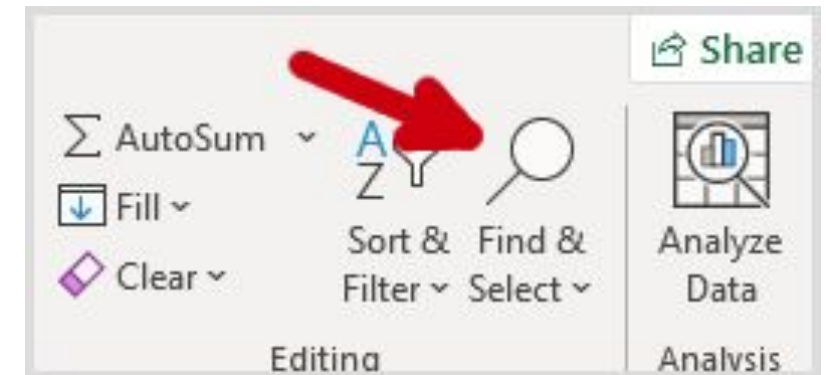 Share
AutoSum
Fill
Clear
A
Z
Sort &
Filter
Find &
Select
Analyze
Data
Editing
Analysis